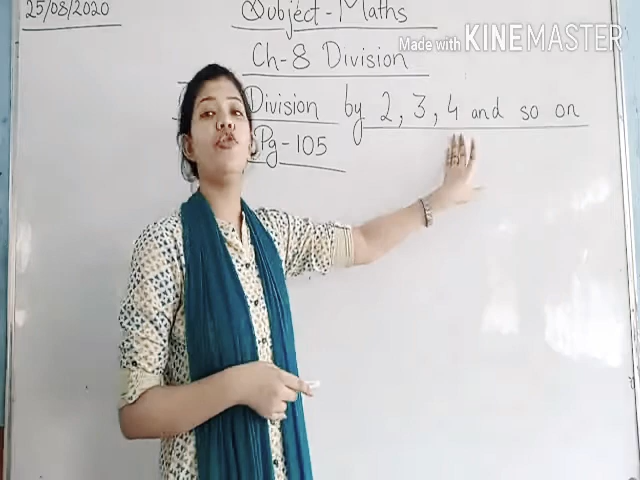 25/08/2020
Subject-Maths
Made with KINEMASTER
Ch-8 Division
Division by 2, 3, 4 and so on
Pg-105